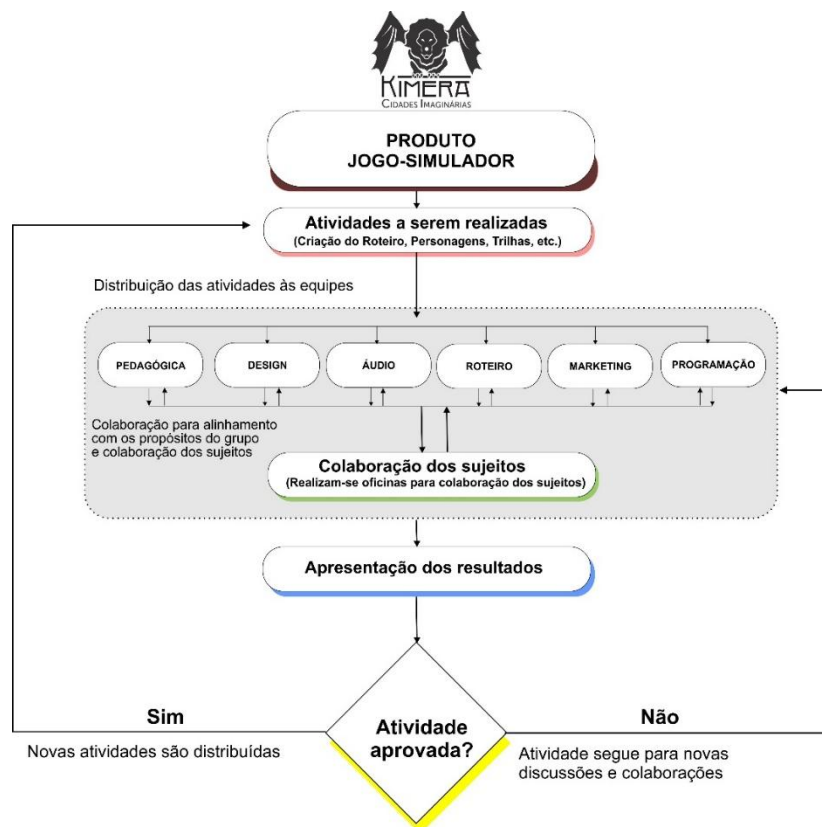 KIMERA
CIDADES IMAGINÁRIAS
PRODUTO
JOGO-SIMULADOR
Atividades a serem realizadas
(Criação do Roteiro, Personagens, Trilhas, etc.)
Distribuição das atividades às equipes
PEDAGÓGICA
DESIGN
ÁUDIO
ROTEIRO
MARKETING
PROGRAMAÇÃO
Colaboração para alinhamento
com os propósitos do grupo
e colaboração dos sujeitos
Colaboração dos sujeitos
(Realizam-se oficinas para colaboração dos sujeitos)
Apresentação dos resultados
Atividade
aprovada?
Sim
Novas atividades são distribuídas
Não
Atividade segue para novas
discussões e colaborações